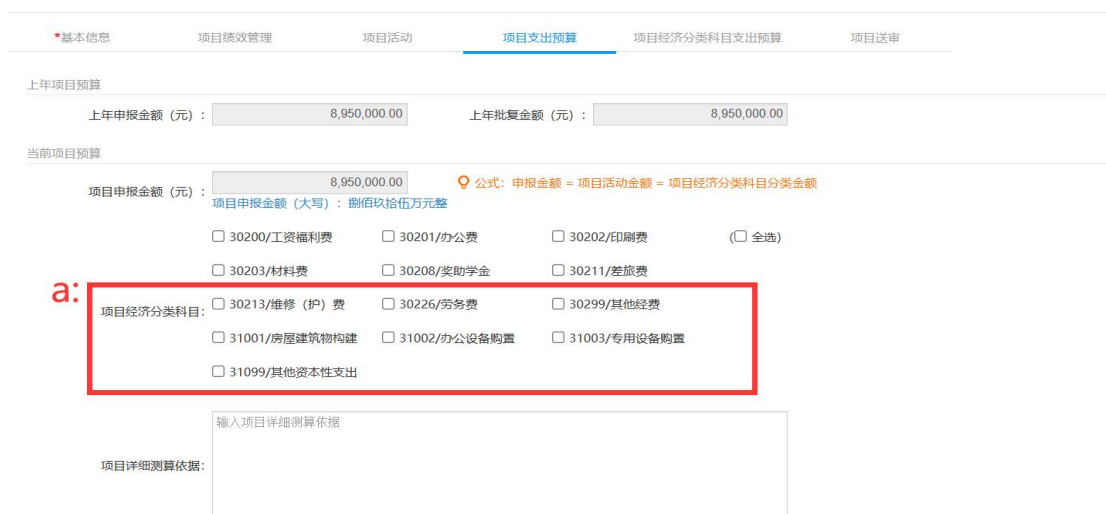 *基本信息 项目绩效管理 项目活动 项目支出预算 项目经济分类科目支出预算 项目送审
上年项目预算
上年申报金额（元）： 8,950,000.00 上年批复金额（元）： 8,950,000.00
当前项目预算
项目申报金额（元）： 8,950,000.00 公式：申报金额 = 项目活动金额 = 项目经济分类科目分类金额
项目申报金额（大写）：捌佰玖拾伍万元整
30200/工资福利费 30201/办公费 30202/印刷费 (全选)
30203/材料费 30208/奖助学金 30211/差旅费
a:
项目经济分类科目： 30213/维修（护）费 30226/劳务费 30299/其他经费
31001/房屋建筑物构建 31002/办公设备购置 31003/专用设备购置
31099/其他资本性支出
输入项目详细测算依据
项目详细测算依据：